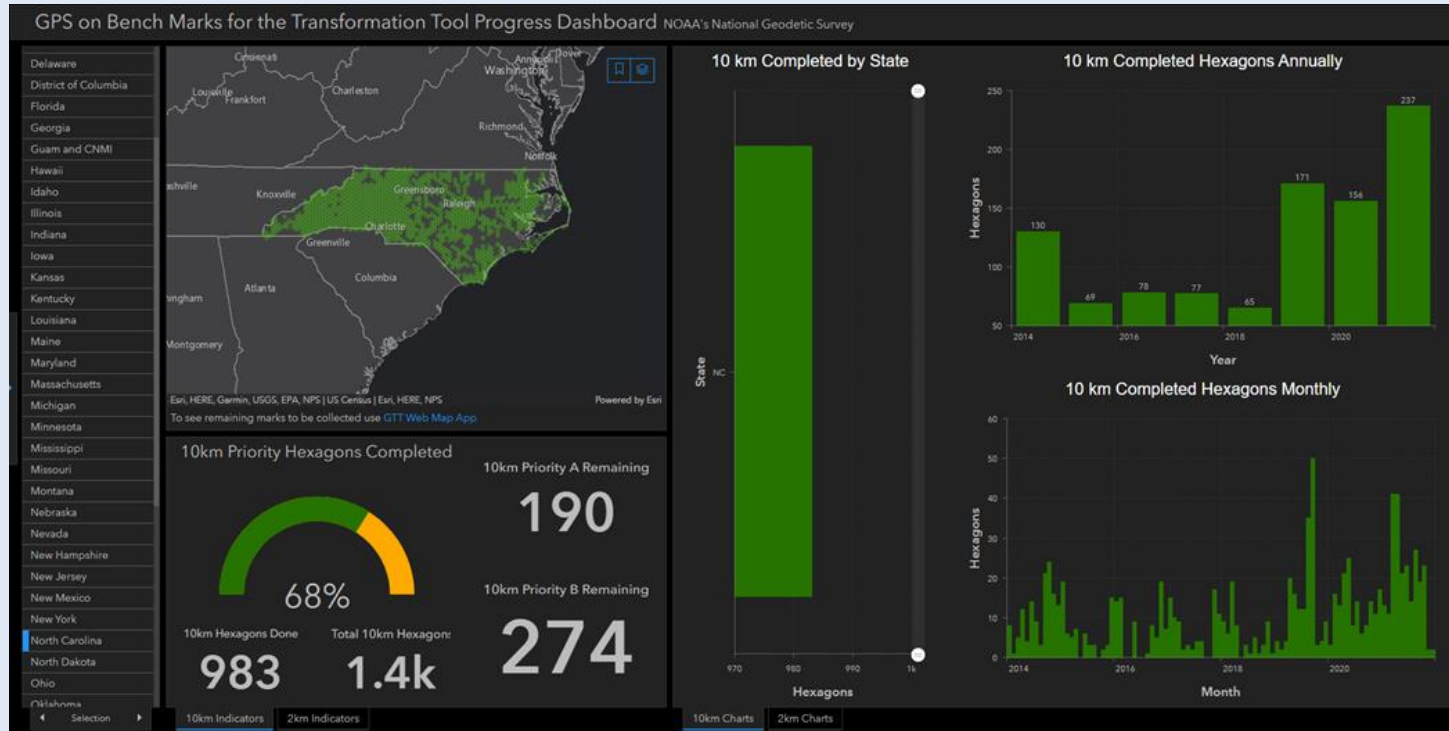 GPS on Bench Marks for the Transformation Tool Progress Dashboard NOAA's National Geodetic Survey
Delaware
District of Columbia
Florida
Georgia
Guam and CNMI
Hawaii
Idaho
Illinois
Indiana
Iowa
Kansas
Kentucky
Louisiana
Maine
Maryland
Massachusetts
Michigan
Minnesota
Mississippi
Missouri
Montana
Nebraska
Nevada
New Hampshire
New Jersey
New Mexico
New York
North Carolina
North Dakota
Ohio
Oklahoma
Selection
Cincinnati
Dover
Washington
Louisville
Frankfort
Charleston
Richmond
Norfolk
ashville
Knoxville
Greensboro
Raleigh
Charlotte
Greenville
Columbia
Atlanta
mingham
Montgomery
Esri, HERE, Garmin, USGS, EPA, NPS | US Census | Esri, HERE, NPS
Powered by Esri
To see remaining marks to be collected use GTT Web Map App
10km Priority Hexagons Completed
68%
10km Hexagons Done
983
Total 10km Hexagons
1.4k
10km Priority A Remaining
190
10km Priority B Remaining
274
10km Indicators
2km Indicators
10 km Completed by State
State
NC
970 980 990 1k
Hexagons
10km Charts
2km Charts
10 km Completed Hexagons Annually
Hexagons
250
200
150
100
50
130 69 78 77 65 171 156 237
2014 2016 2018 2020
Year
10 km Completed Hexagons Monthly
Hexagons
60
50
40
30
20
10
0
2014 2016 2018 2020
Month